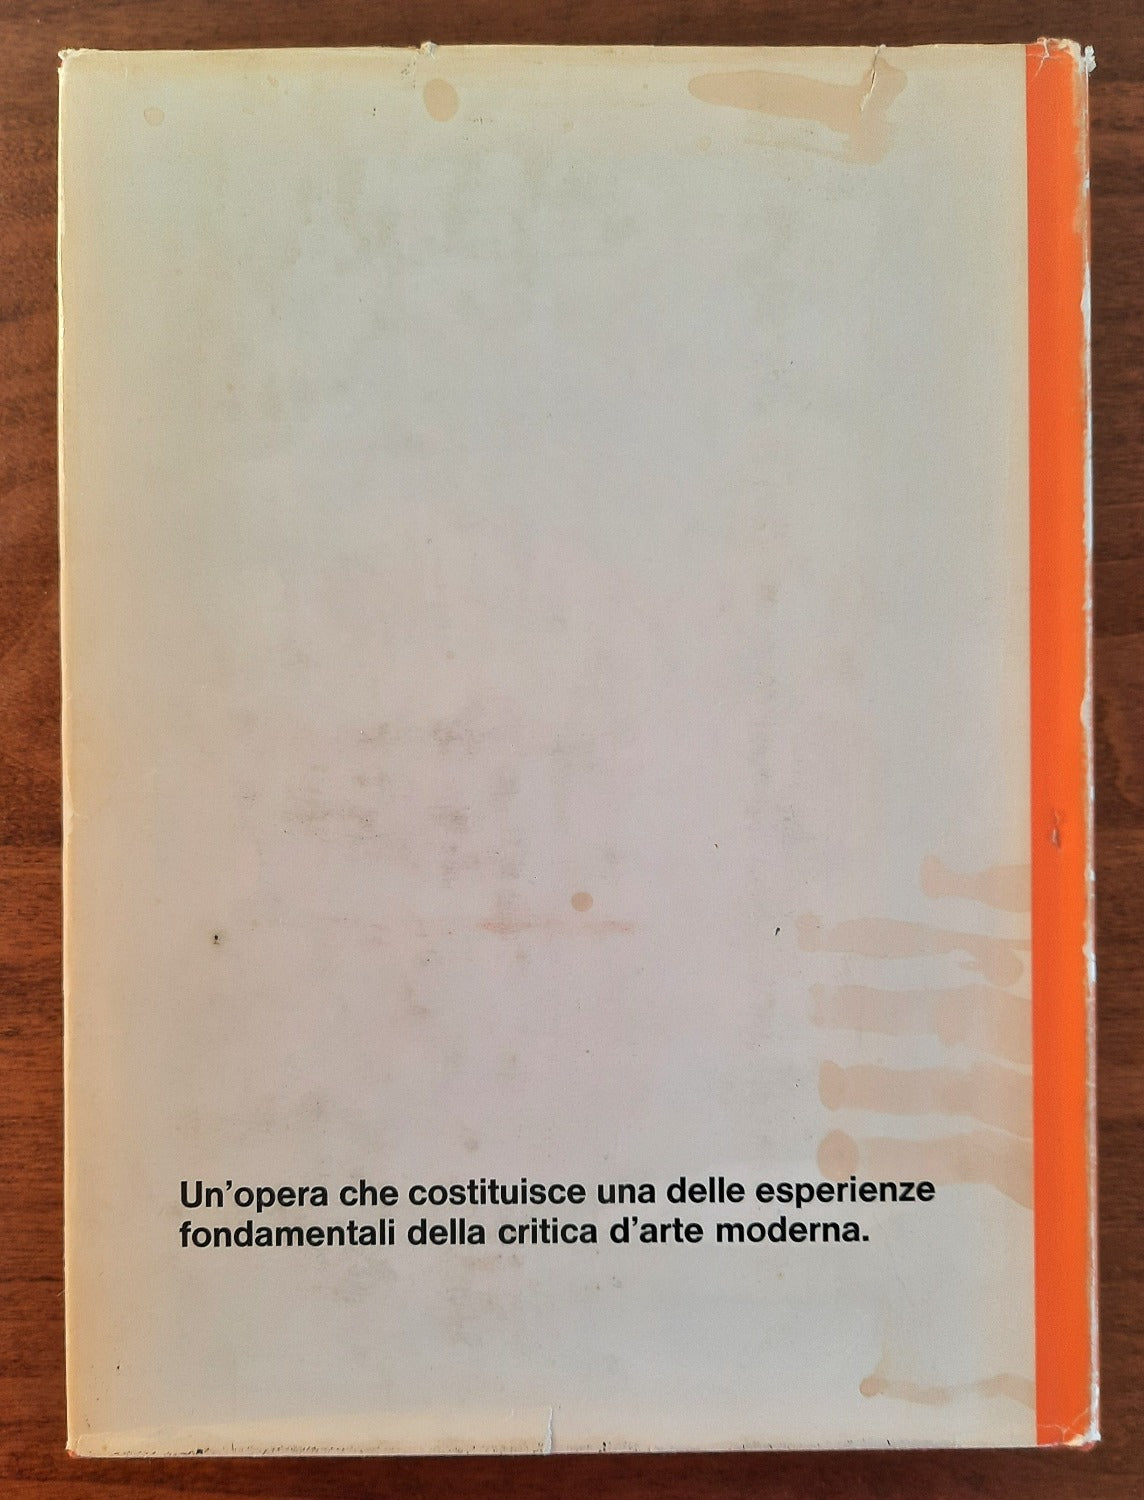 Un’opera che costituisce una delle esperienze
fondamentali della critica d’arte moderna.